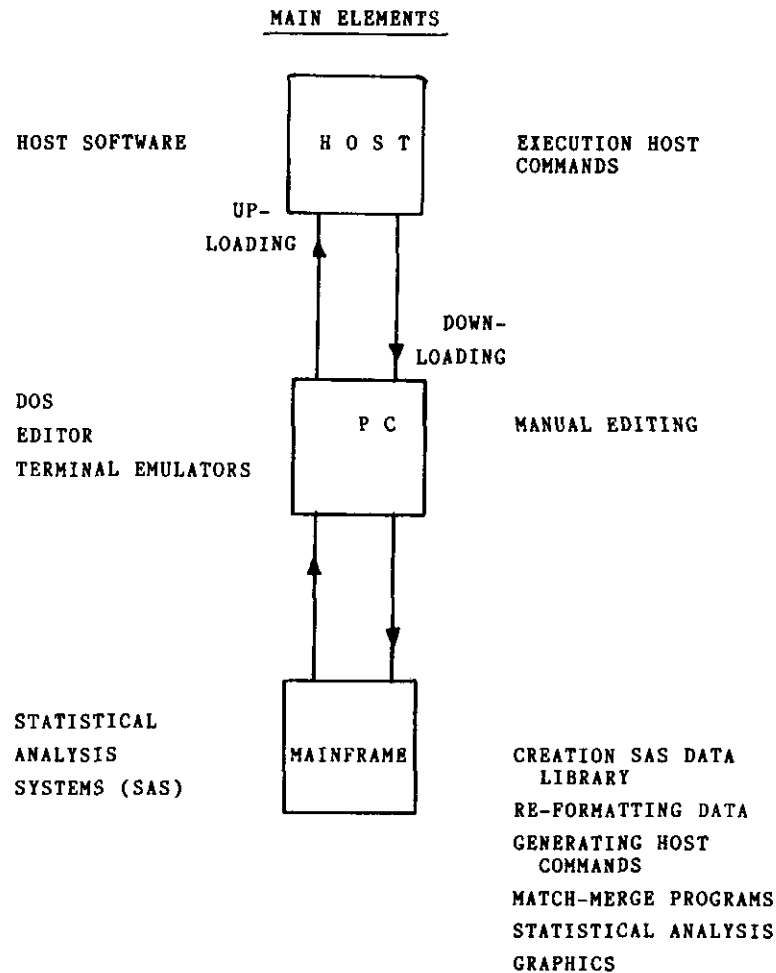 MAIN ELEMENTS
HOST SOFTWARE
H O S T
EXECUTION HOST
COMMANDS
UP-
LOADING
DOWN-
LOADING
DOS
EDITOR
TERMINAL EMULATORS
P C
MANUAL EDITING
STATISTICAL
ANALYSIS
SYSTEMS (SAS)
MAINFRAME
CREATION SAS DATA
LIBRARY
RE-FORMATTING DATA
GENERATING HOST
COMMANDS
MATCH-MERGE PROGRAMS
STATISTICAL ANALYSIS
GRAPHICS